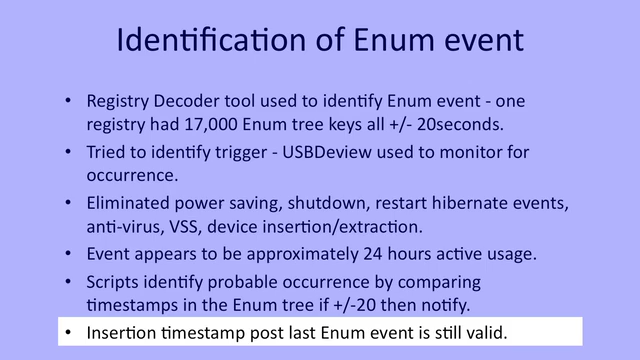 Identification of Enum event
• Registry Decoder tool used to identify Enum event - one
registry had 17,000 Enum tree keys all +/- 20seconds.
• Tried to identify trigger - USBDeview used to monitor for
occurrence.
• Eliminated power saving, shutdown, restart hibernate events,
anti-virus, VSS, device insertion/extraction.
• Event appears to be approximately 24 hours active usage.
• Scripts identify probable occurrence by comparing
timestamps in the Enum tree if +/-20 then notify.
• Insertion timestamp post last Enum event is still valid.